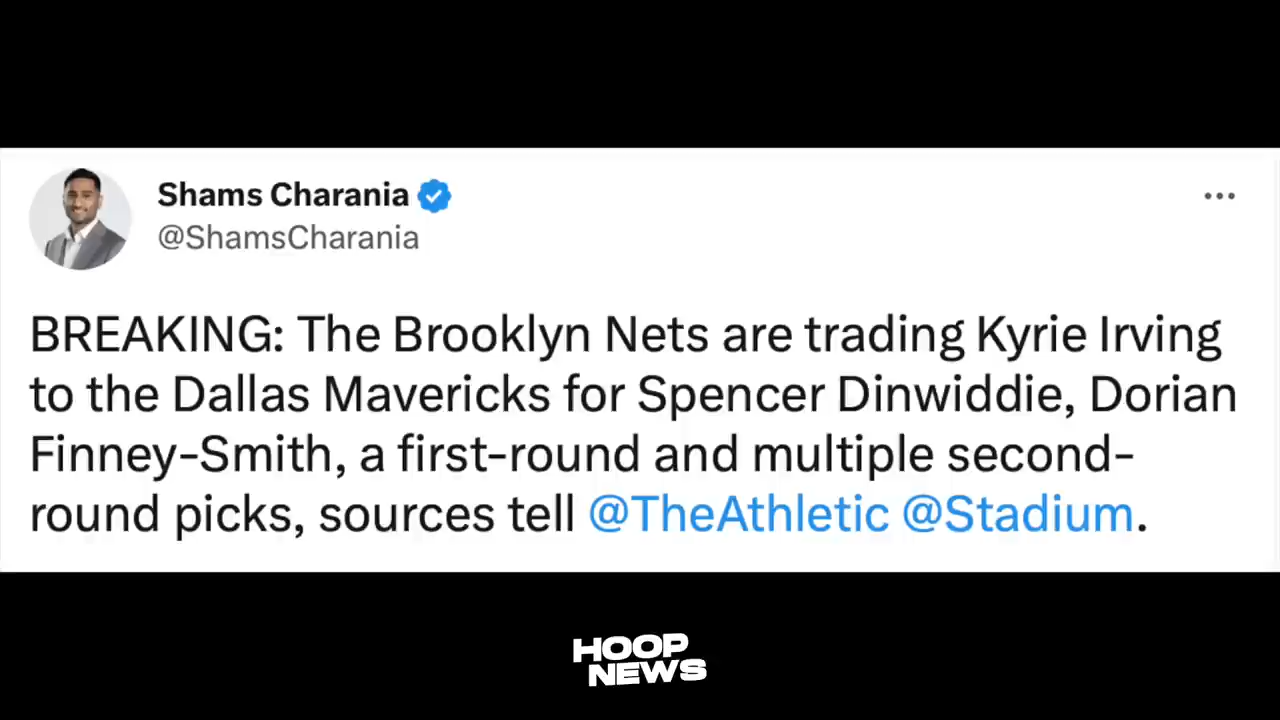 Shams Charania
@ShamsCharania
BREAKING: The Brooklyn Nets are trading Kyrie Irving
to the Dallas Mavericks for Spencer Dinwiddie, Dorian
Finney-Smith, a first-round and multiple second-
round picks, sources tell @TheAthletic @Stadium.
HOOP
NEWS